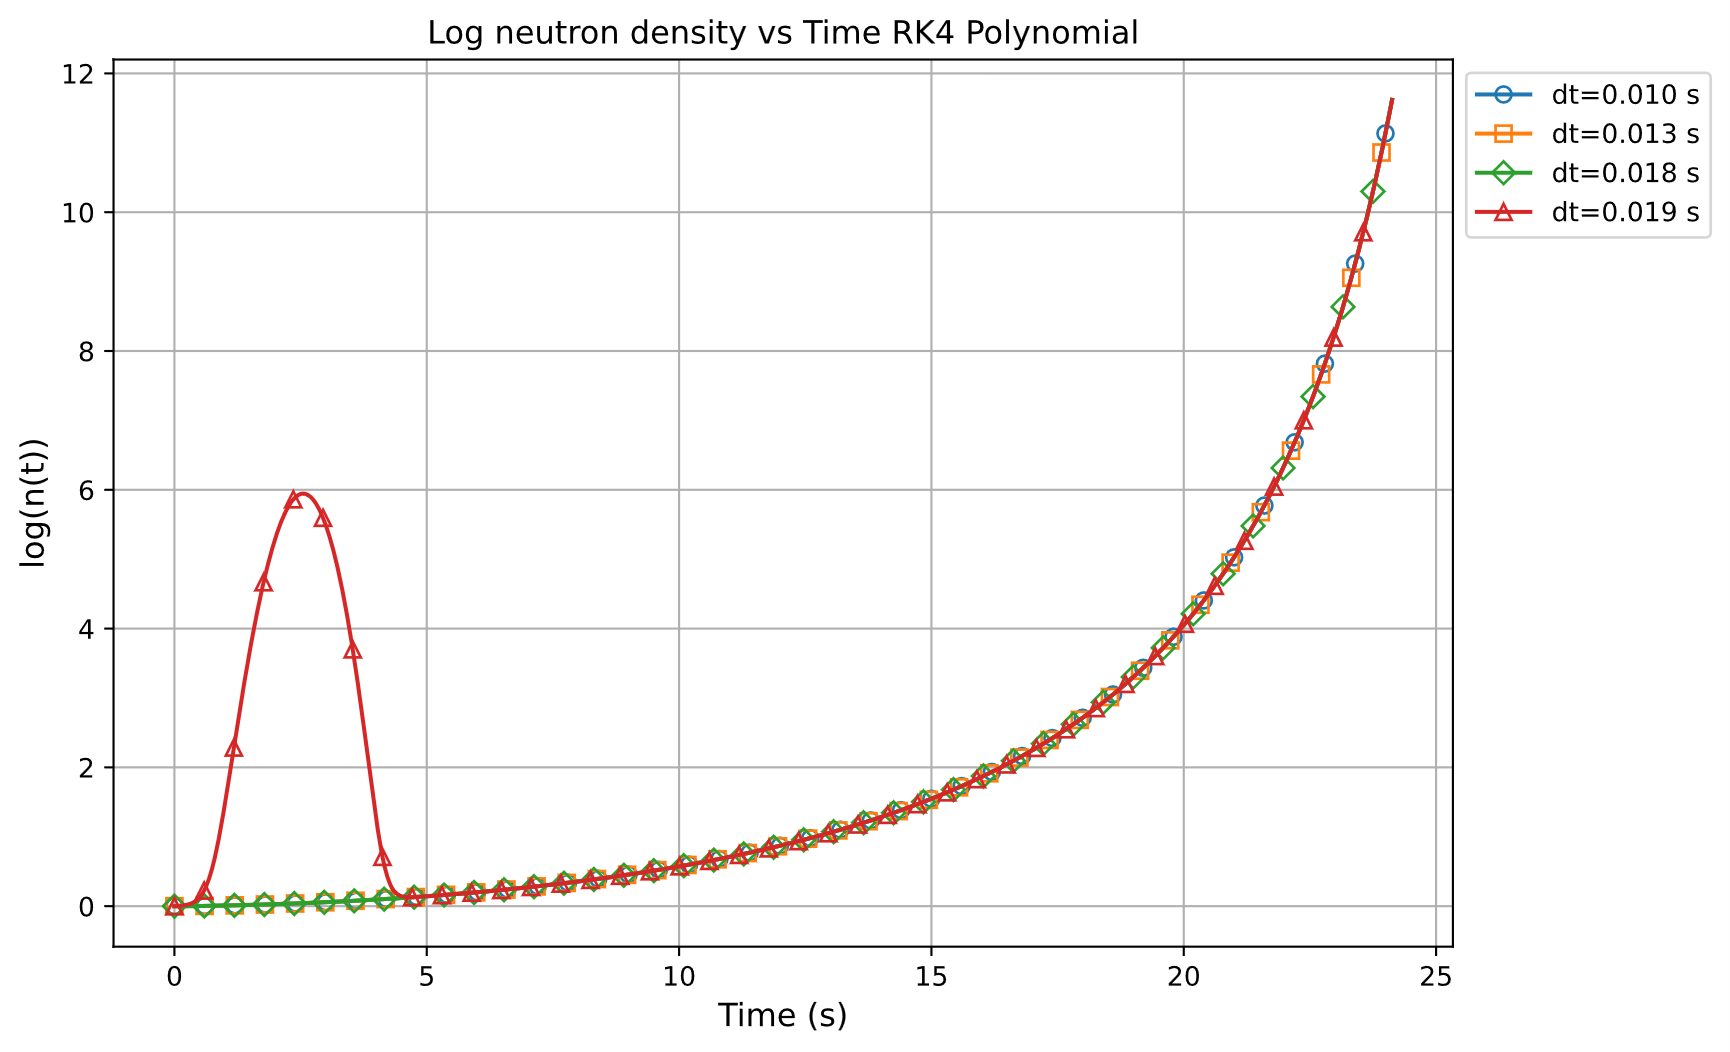 Log neutron density vs Time RK4 Polynomial
12
10
8
6
4
2
0
log(n(t))
0 5 10 15 20 25
Time (s)
dt=0.010 s
dt=0.013 s
dt=0.018 s
dt=0.019 s